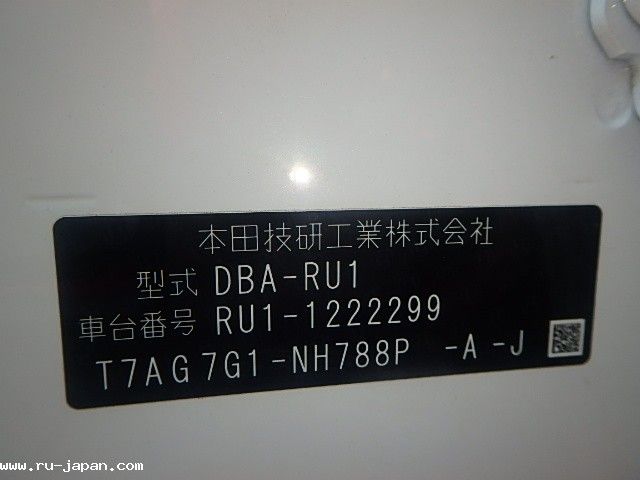 本田技研工業株式会社
型式 DBA-RU1
車台番号 RU1-1222299
T7AG7G1-NH788P -A-J
www.ru-japan.com